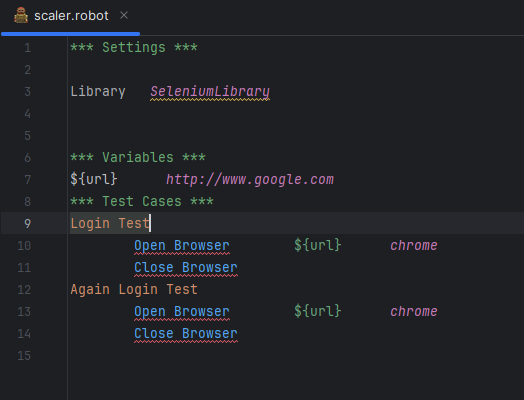 scaler.robot
1 *** Settings ***
2
3 Library   SeleniumLibrary
4
5
6 *** Variables ***
7 ${url}      http://www.google.com
8 *** Test Cases ***
9 Login Test
10         Open Browser        ${url}      chrome
11         Close Browser
12 Again Login Test
13         Open Browser        ${url}      chrome
14         Close Browser
15